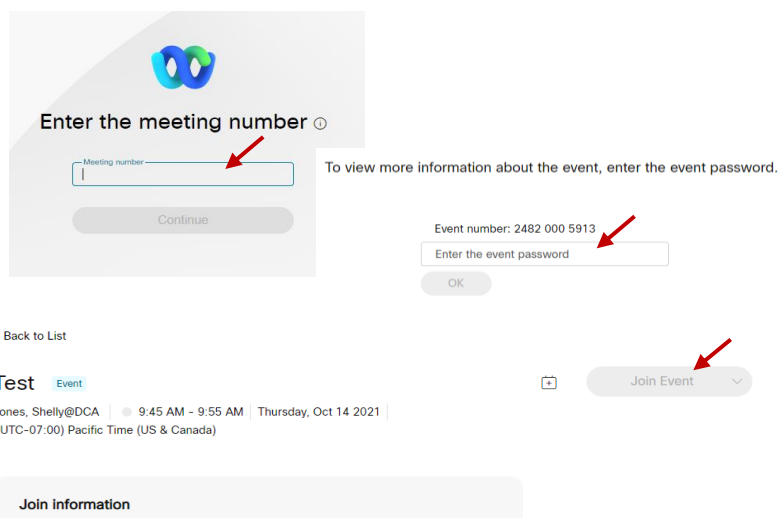 Enter the meeting number
Meeting number
Continue
To view more information about the event, enter the event password.
Event number: 2482 000 5913
Enter the event password
OK
Back to List
Test Event
ones, Shelly@DCA 9:45 AM - 9:55 AM Thursday, Oct 14 2021
UTC-07:00) Pacific Time (US & Canada)
Join Event
Join information